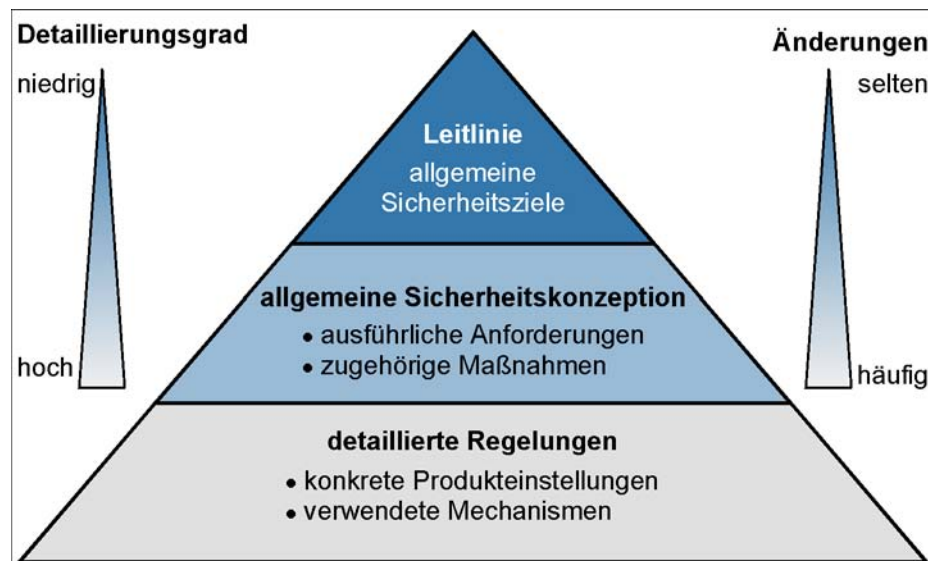 Detaillierungsgrad
niedrig
hoch
Leitlinie
allgemeine
Sicherheitsziele
allgemeine Sicherheitskonzeption
• ausführliche Anforderungen
• zugehörige Maßnahmen
detaillierte Regelungen
• konkrete Produkteinstellungen
• verwendete Mechanismen
Änderungen
selten
häufig